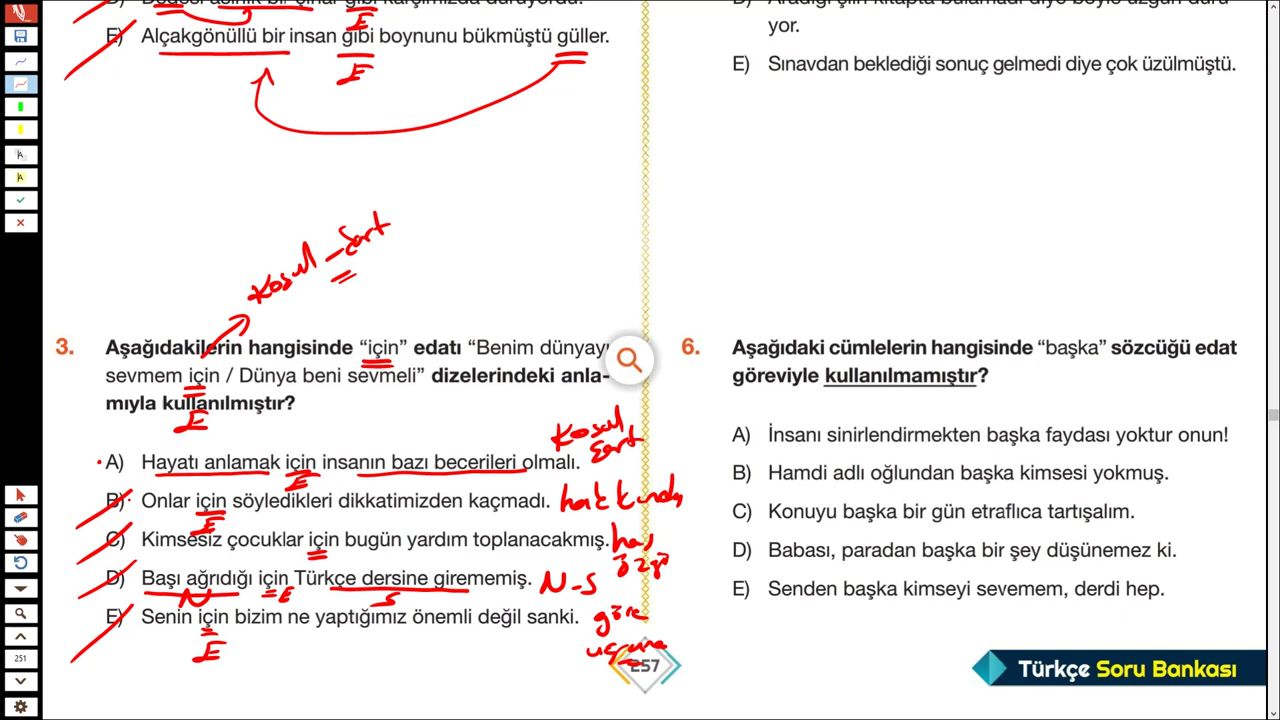 E) Alçakgönüllü bir insan gibi boynunu bükmüştü güller.
E
E
Koşul - Şart
3. Aşağıdakilerin hangisinde “için” edatı “Benim dünyayı
sevmem için / Dünya beni sevmeli” dizelerindeki anla-
mıyla kullanılmıştır?
E
A) Hayatı anlamak için insanın bazı becerileri olmalı.
Koşul
Şart
E
B) Onlar için söyledikleri dikkatimizden kaçmadı.
hakkında
E
C) Kimsesiz çocuklar için bugün yardım toplanacakmış.
has
özgü
D) Başı ağrıdığı için Türkçe dersine girememiş.
N-S
N
E
S
E) Senin için bizim ne yaptığımız önemli değil sanki.
göre
uğruna
E
yor.
E) Sınavdan beklediği sonuç gelmedi diye çok üzülmüştü.
6. Aşağıdaki cümlelerin hangisinde “başka” sözcüğü edat
göreviyle kullanılmamıştır?
A) İnsanı sinirlendirmekten başka faydası yoktur onun!
B) Hamdi adlı oğlundan başka kimsesi yokmuş.
C) Konuyu başka bir gün etraflıca tartışalım.
D) Babası, paradan başka bir şey düşünemez ki.
E) Senden başka kimseyi sevemem, derdi hep.
257
Türkçe Soru Bankası
251